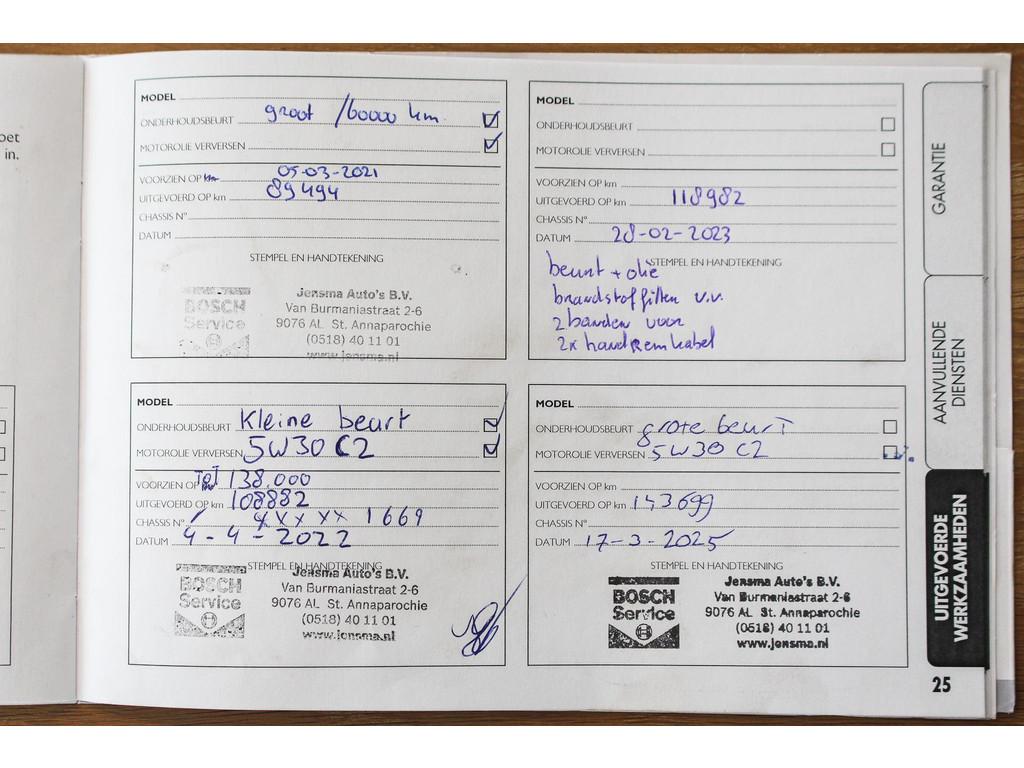 oet
in.
MODEL
ONDERHOUDSBEURT groot /60000 km
MOTOROLIE VERVERSEN
VOORZIEN OP km 05-03-2021
UITGEVOERD OP km 89494
CHASSIS N°
DATUM
STEMPEL EN HANDTEKENING
BOSCH
Service
Jensma Auto's B.V.
Van Burmaniastraat 2-6
9076 AL St. Annaparochie
(0518) 40 11 01
www.jensma.nl
MODEL
ONDERHOUDSBEURT
MOTOROLIE VERVERSEN
VOORZIEN OP km
UITGEVOERD OP km 118982
CHASSIS N°
DATUM 28-02-2023
STEMPEL EN HANDTEKENING
beurt + olie
brandstoffilter v.v.
2 banden voor
2x handremkabel
MODEL
ONDERHOUDSBEURT Kleine beurt
MOTOROLIE VERVERSEN 5W30 C2
VOORZIEN OP km TOT 138.000
UITGEVOERD OP km 108882
CHASSIS N° XXX XX 1669
DATUM 4-4-2022
STEMPEL EN HANDTEKENING
BOSCH
Service
Jensma Auto's B.V.
Van Burmaniastraat 2-6
9076 AL St. Annaparochie
(0518) 40 11 01
www.jensma.nl
MODEL
ONDERHOUDSBEURT grote beurt
MOTOROLIE VERVERSEN 5W30 C2
VOORZIEN OP km
UITGEVOERD OP km 143699
CHASSIS N°
DATUM 17-3-2025
STEMPEL EN HANDTEKENING
BOSCH
Service
Jensma Auto's B.V.
Van Burmaniastraat 2-6
9076 AL St. Annaparochie
(0518) 40 11 01
www.jensma.nl
GARANTIE
AANVULLENDE
DIENSTEN
UITGEVOERDE
WERKZAAMHEDEN
25